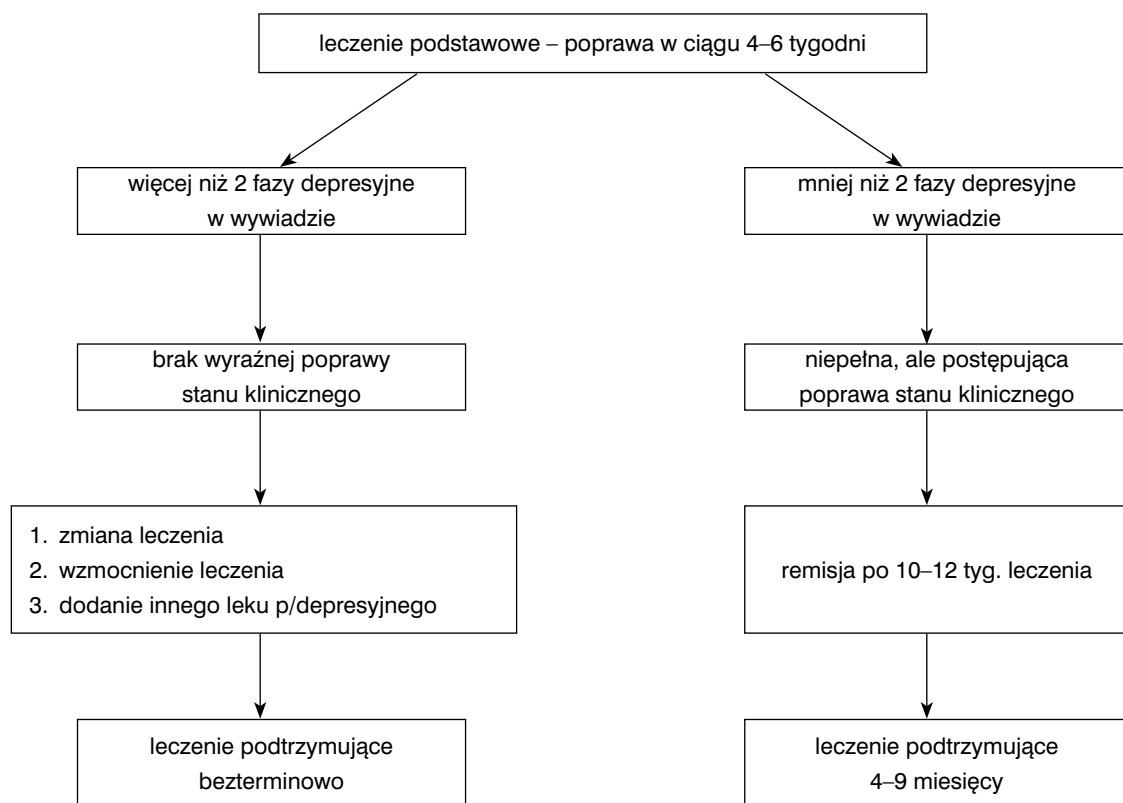 leczenie podstawowe – poprawa w ciągu 4–6 tygodni
więcej niż 2 fazy depresyjne
w wywiadzie
mniej niż 2 fazy depresyjne
w wywiadzie
brak wyraźnej poprawy
stanu klinicznego
niepełna, ale postępująca
poprawa stanu klinicznego
1. zmiana leczenia
2. wzmocnienie leczenia
3. dodanie innego leku p/depresyjnego
remisja po 10–12 tyg. leczenia
leczenie podtrzymujące
bezterminowo
leczenie podtrzymujące
4–9 miesięcy